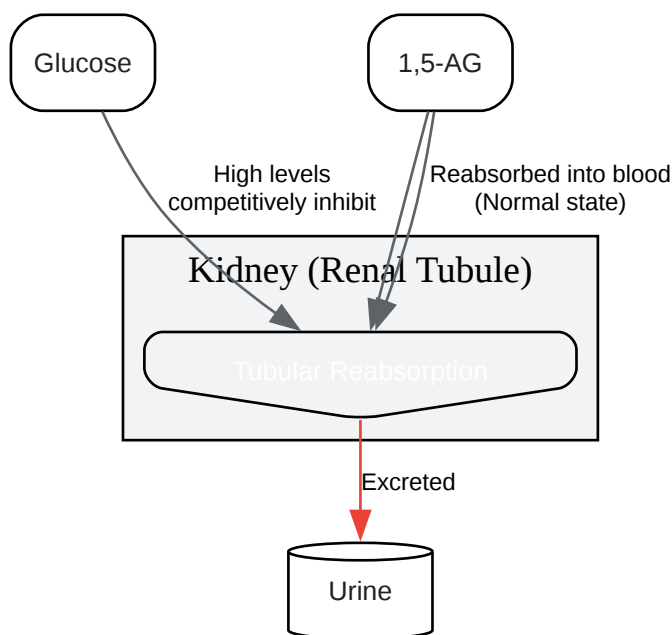 Glucose
1,5-AG
High levels
competitively inhibit
Reabsorbed into blood
(Normal state)
Kidney (Renal Tubule)
Tubular Reabsorption
Excreted
Urine